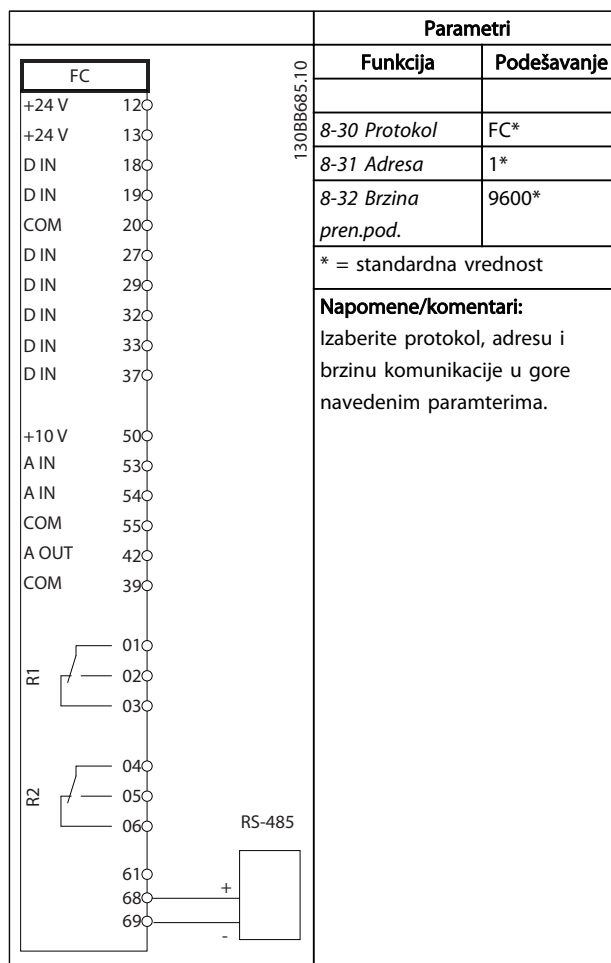 Parametri
Funkcija Podešavanje
8-30 Protokol FC*
8-31 Adresa 1*
8-32 Brzina 9600*
pren.pod.
* = standardna vrednost
Napomene/komentari:
Izaberite protokol, adresu i
brzinu komunikacije u gore
navedenim paramterima.
FC
130BB685.10
+24 V 12
+24 V 13
D IN 18
D IN 19
COM 20
D IN 27
D IN 29
D IN 32
D IN 33
D IN 37
+10 V 50
A IN 53
A IN 54
COM 55
A OUT 42
COM 39
R1
01
02
03
R2
04
05
06
RS-485
61
68 +
69 -